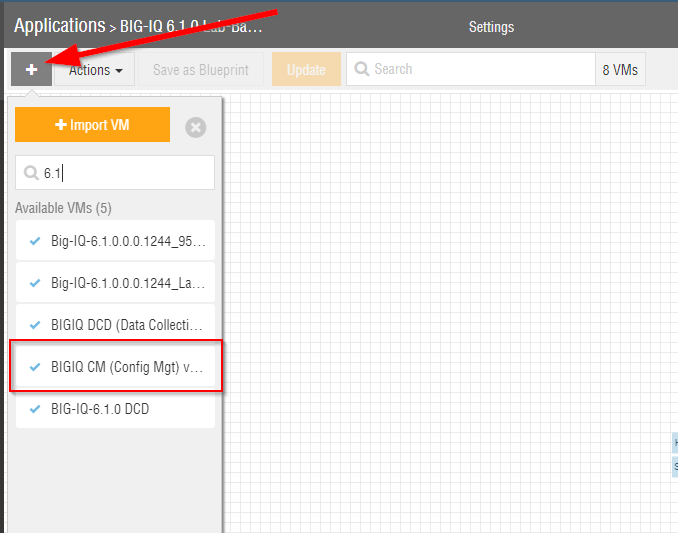 Applications > BIG-IQ 6.1.0 Lab-Ba...
Settings
+ Actions Save as Blueprint Update Search 8 VMs
+ Import VM
6.1
Available VMs (5)
Big-IQ-6.1.0.0.0.1244_95...
Big-IQ-6.1.0.0.0.1244_La...
BIGIQ DCD (Data Collecti...
BIGIQ CM (Config Mgt) v...
BIG-IQ-6.1.0 DCD